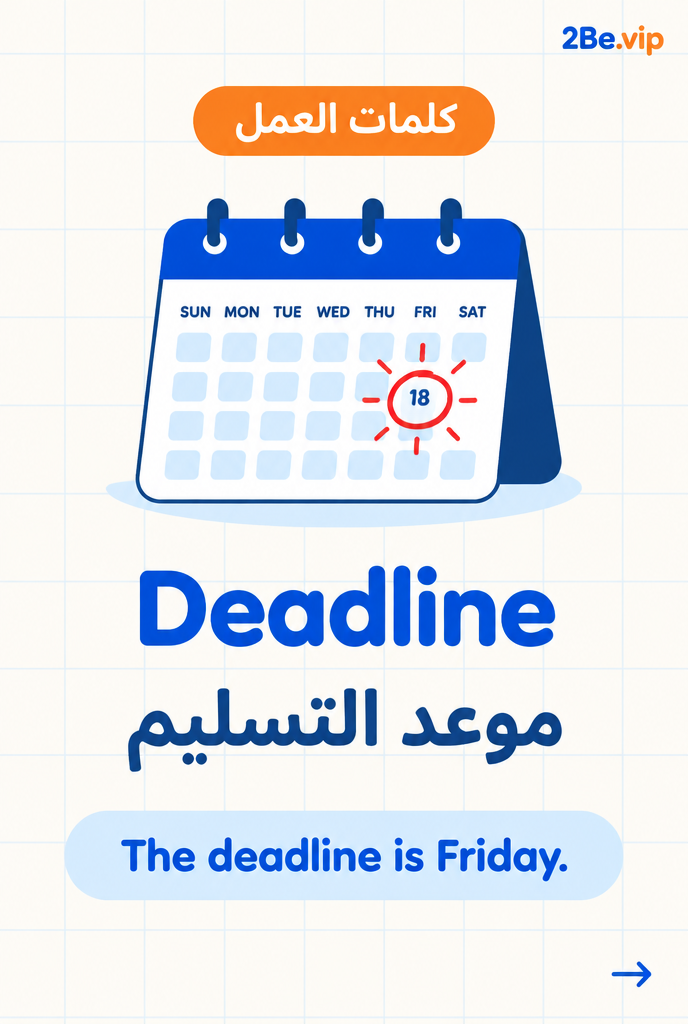 2Be.vip
كلمات العمل
SUN MON TUE WED THU FRI SAT
18
Deadline
موعد التسليم
The deadline is Friday.